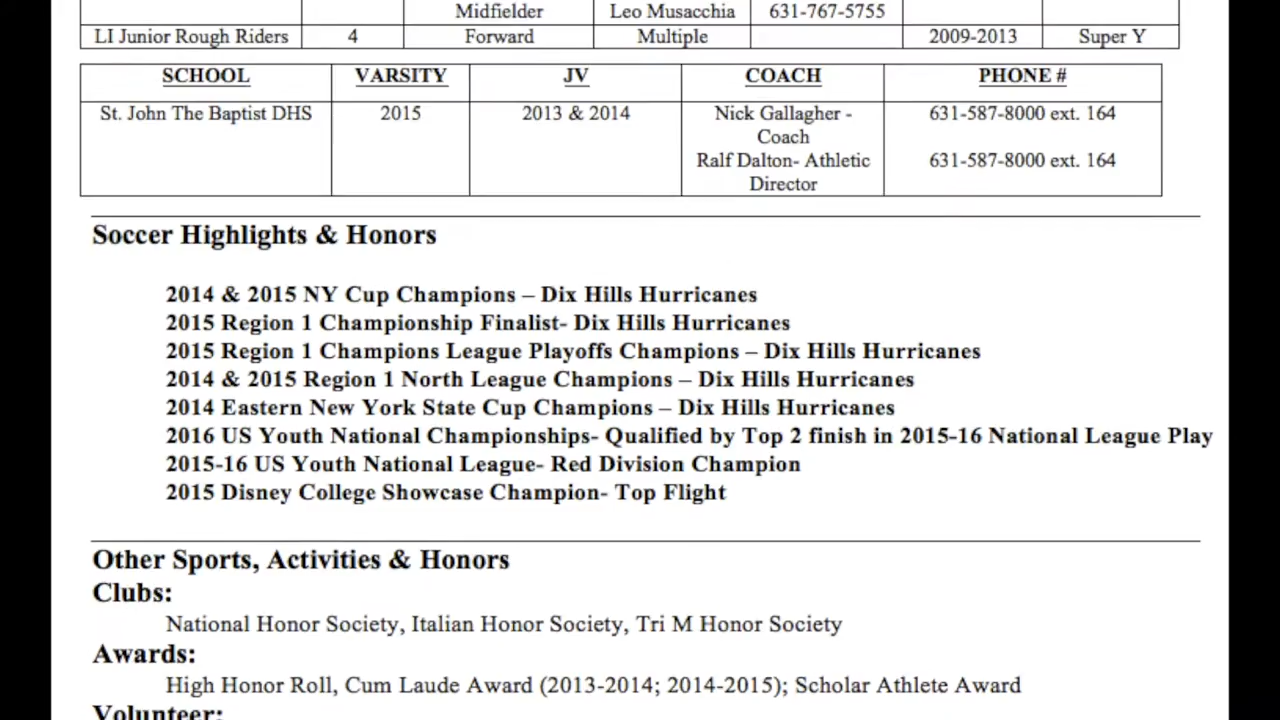 Midfielder Leo Musacchia 631-767-5755
LI Junior Rough Riders 4 Forward Multiple 2009-2013 Super Y
SCHOOL VARSITY JV COACH PHONE #
St. John The Baptist DHS 2015 2013 & 2014 Nick Gallagher - 631-587-8000 ext. 164
Coach
Ralf Dalton- Athletic 631-587-8000 ext. 164
Director
Soccer Highlights & Honors
2014 & 2015 NY Cup Champions – Dix Hills Hurricanes
2015 Region 1 Championship Finalist- Dix Hills Hurricanes
2015 Region 1 Champions League Playoffs Champions – Dix Hills Hurricanes
2014 & 2015 Region 1 North League Champions – Dix Hills Hurricanes
2014 Eastern New York State Cup Champions – Dix Hills Hurricanes
2016 US Youth National Championships- Qualified by Top 2 finish in 2015-16 National League Play
2015-16 US Youth National League- Red Division Champion
2015 Disney College Showcase Champion- Top Flight
Other Sports, Activities & Honors
Clubs:
National Honor Society, Italian Honor Society, Tri M Honor Society
Awards:
High Honor Roll, Cum Laude Award (2013-2014; 2014-2015); Scholar Athlete Award
Volunteer: